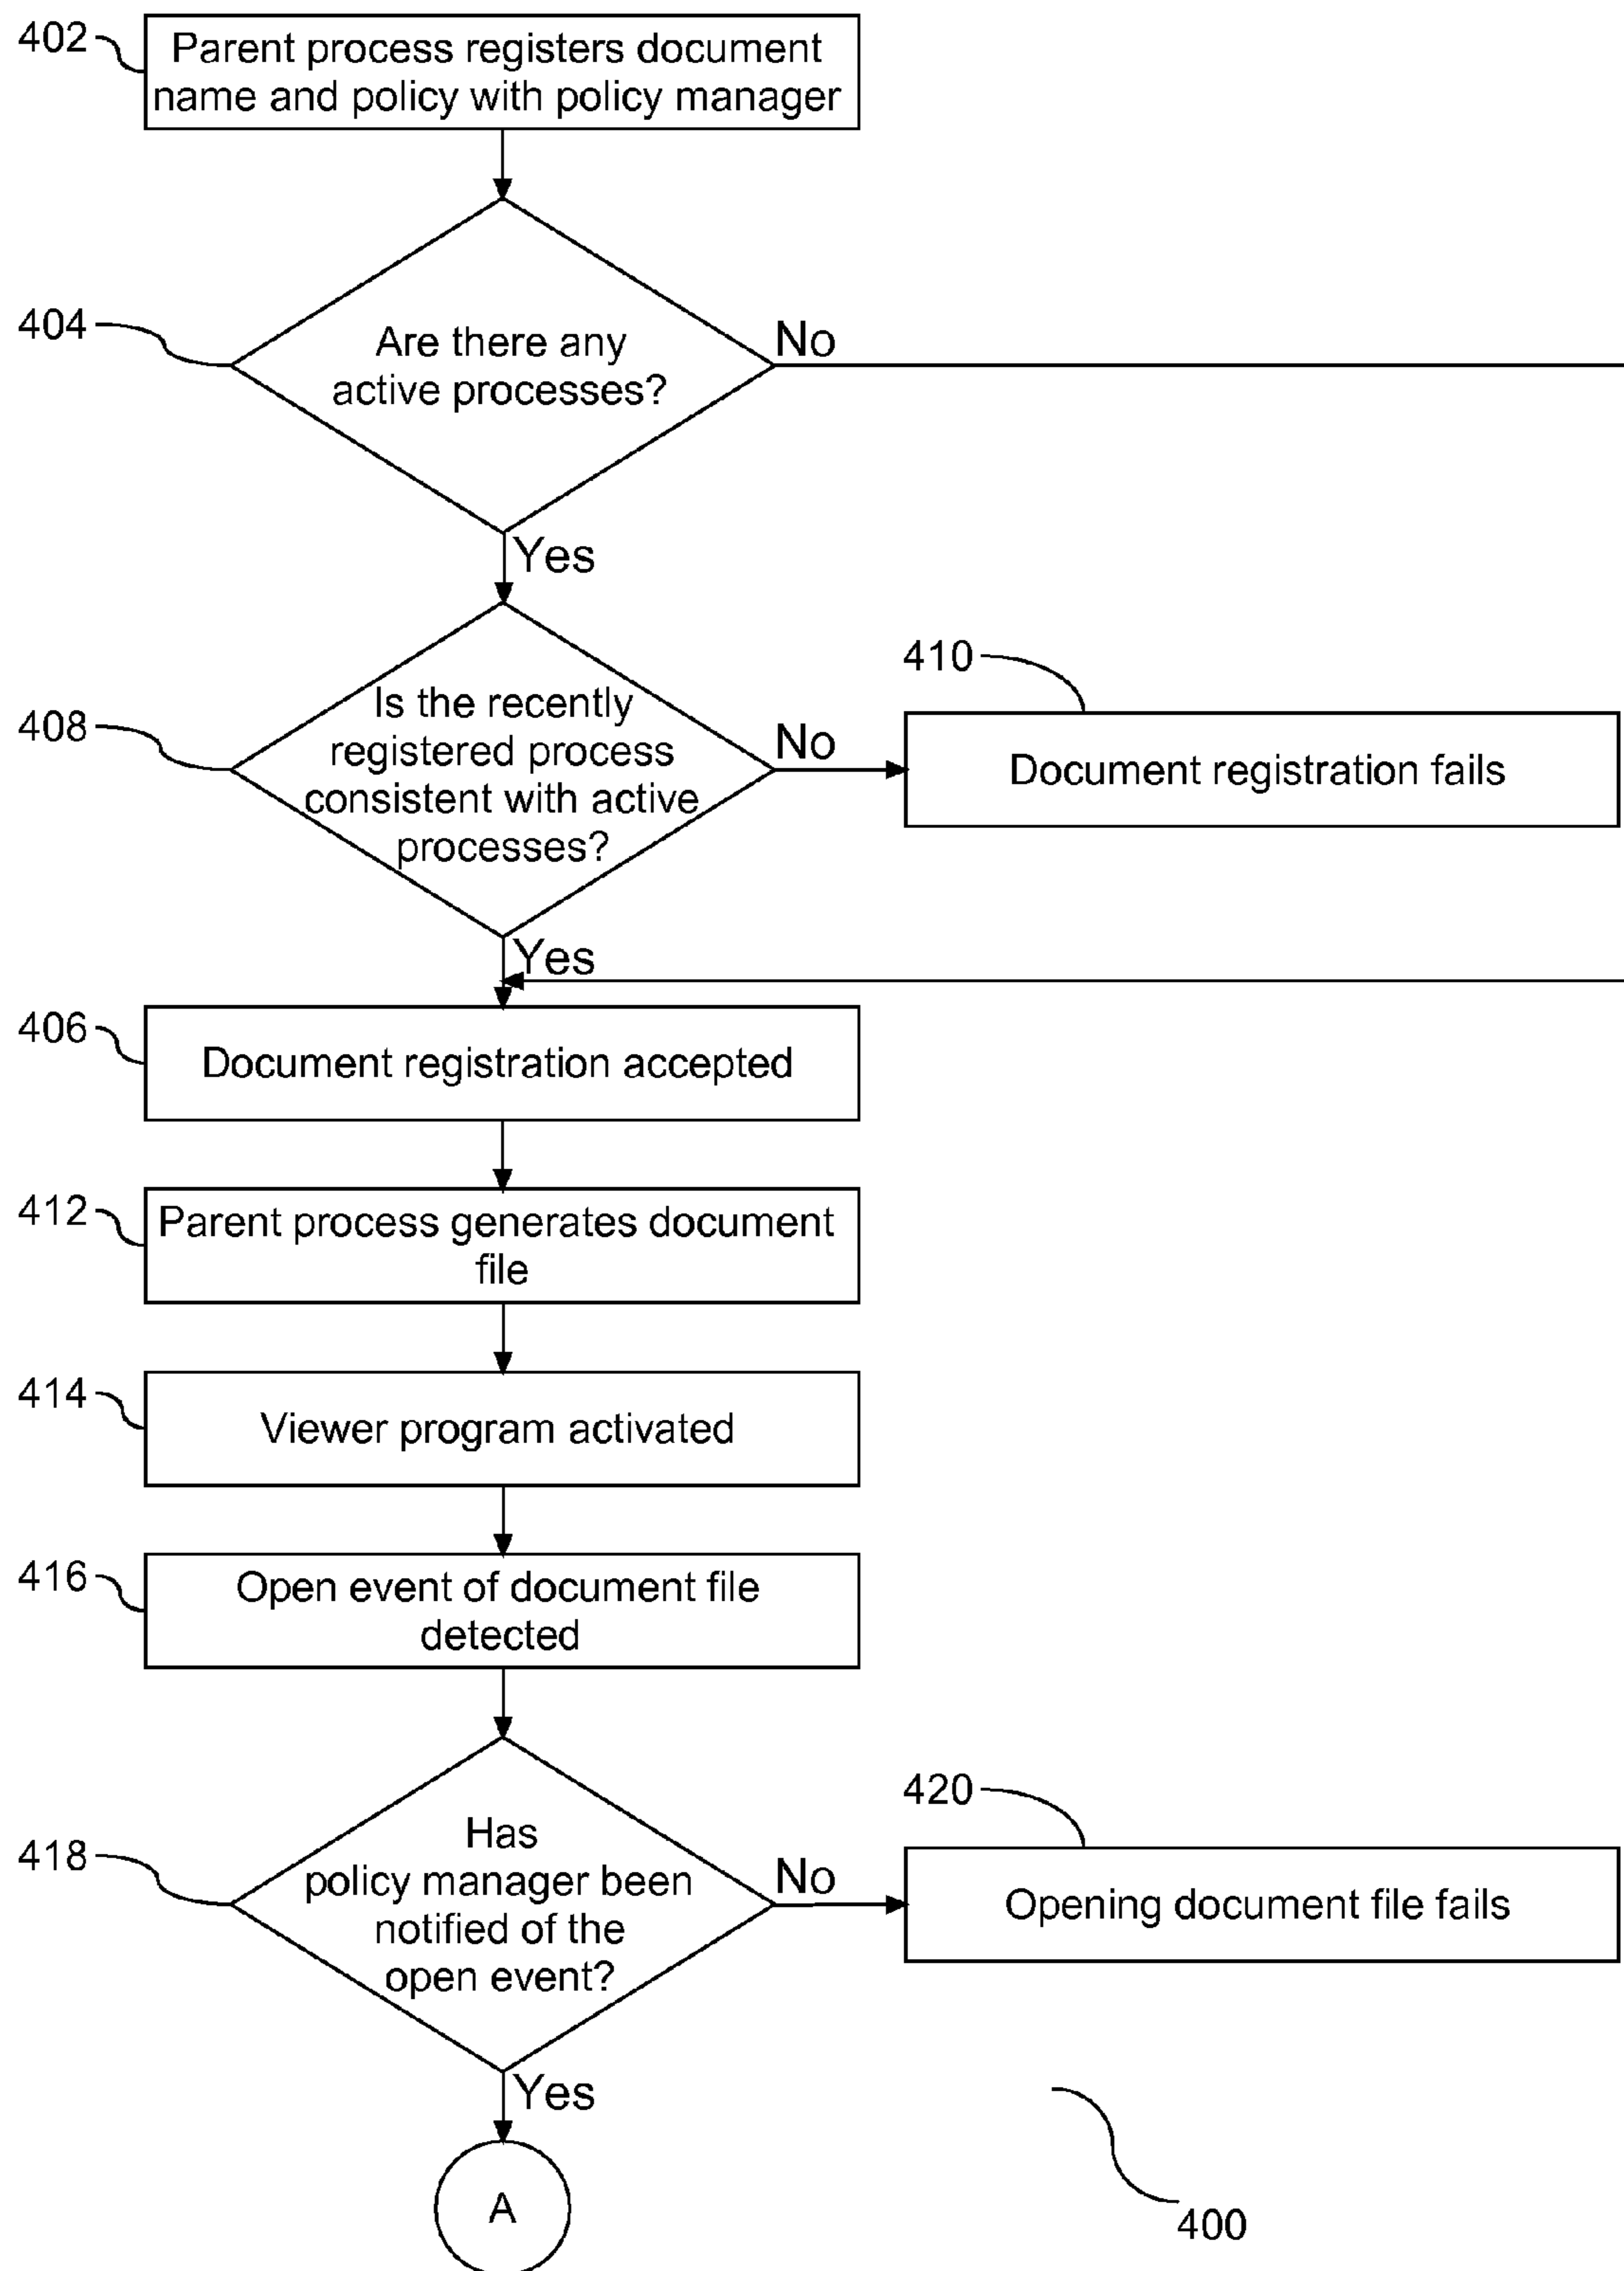 402
Parent process registers document
name and policy with policy manager
404
Are there any
active processes?
No
Yes
408
Is the recently
registered process
consistent with active
processes?
No
410
Document registration fails
Yes
406
Document registration accepted
412
Parent process generates document
file
414
Viewer program activated
416
Open event of document file
detected
418
Has
policy manager been
notified of the
open event?
No
420
Opening document file fails
Yes
A
400